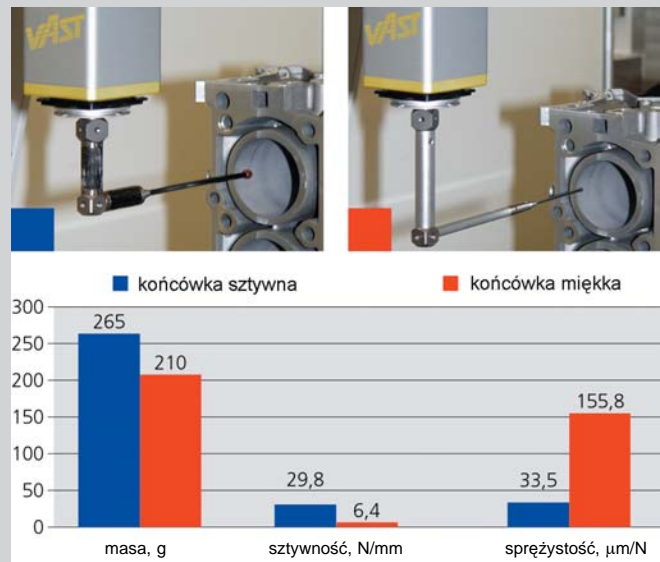 VAST
VAST
końcówka sztywna
końcówka miękka
300
250
200
150
100
50
0
265
210
29,8
6,4
33,5
155,8
masa, g
sztywność, N/mm
sprężystość, μm/N